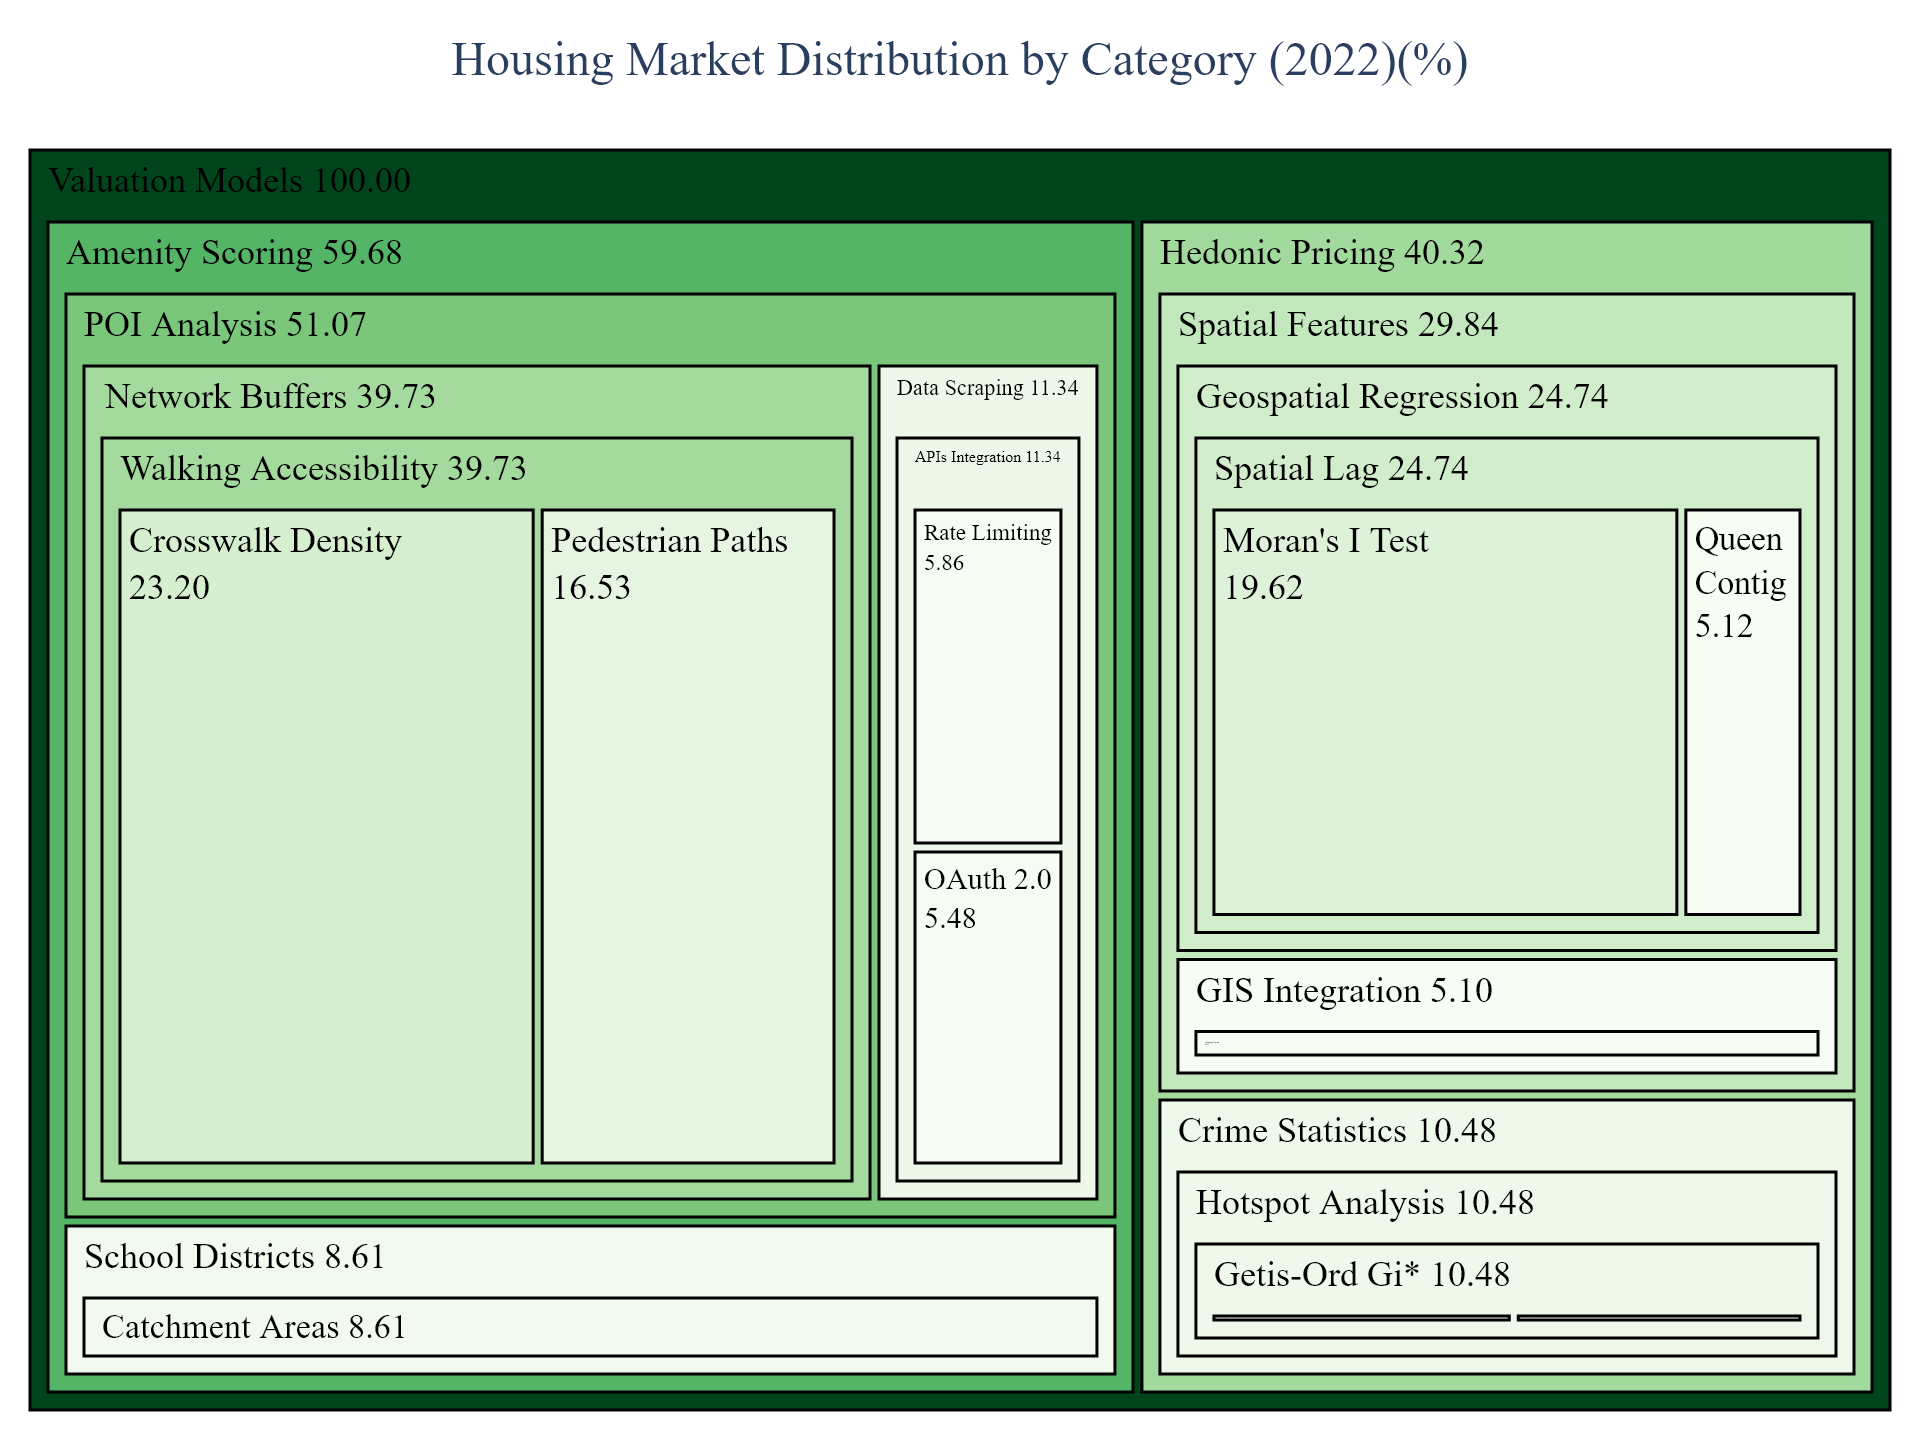 Housing Market Distribution by Category (2022)(%)
Valuation Models 100.00
Amenity Scoring 59.68
POI Analysis 51.07
Network Buffers 39.73
Walking Accessibility 39.73
Crosswalk Density
23.20
Pedestrian Paths
16.53
Data Scraping 11.34
APIs Integration 11.34
Rate Limiting
5.86
OAuth 2.0
5.48
School Districts 8.61
Catchment Areas 8.61
Hedonic Pricing 40.32
Spatial Features 29.84
Geospatial Regression 24.74
Spatial Lag 24.74
Moran's I Test
19.62
Queen
Contig
5.12
GIS Integration 5.10
Crime Statistics 10.48
Hotspot Analysis 10.48
Getis-Ord Gi* 10.48